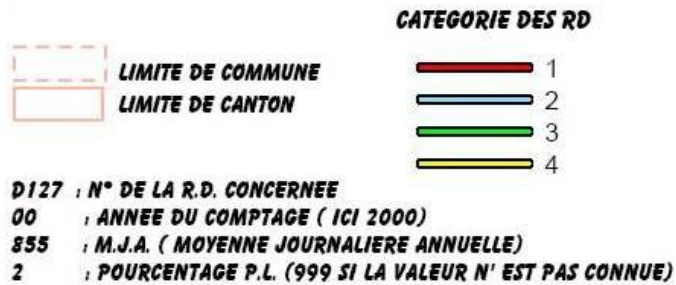 CATEGORIE DES RD
LIMITE DE COMMUNE
LIMITE DE CANTON
1
2
3
4
D127 : N° DE LA R.D. CONCERNEE
00 : ANNEE DU COMPTAGE ( ICI 2000)
855 : M.J.A. ( MOYENNE JOURNALIERE ANNUELLE)
2 : POURCENTAGE P.L. (999 SI LA VALEUR N' EST PAS CONNUE)